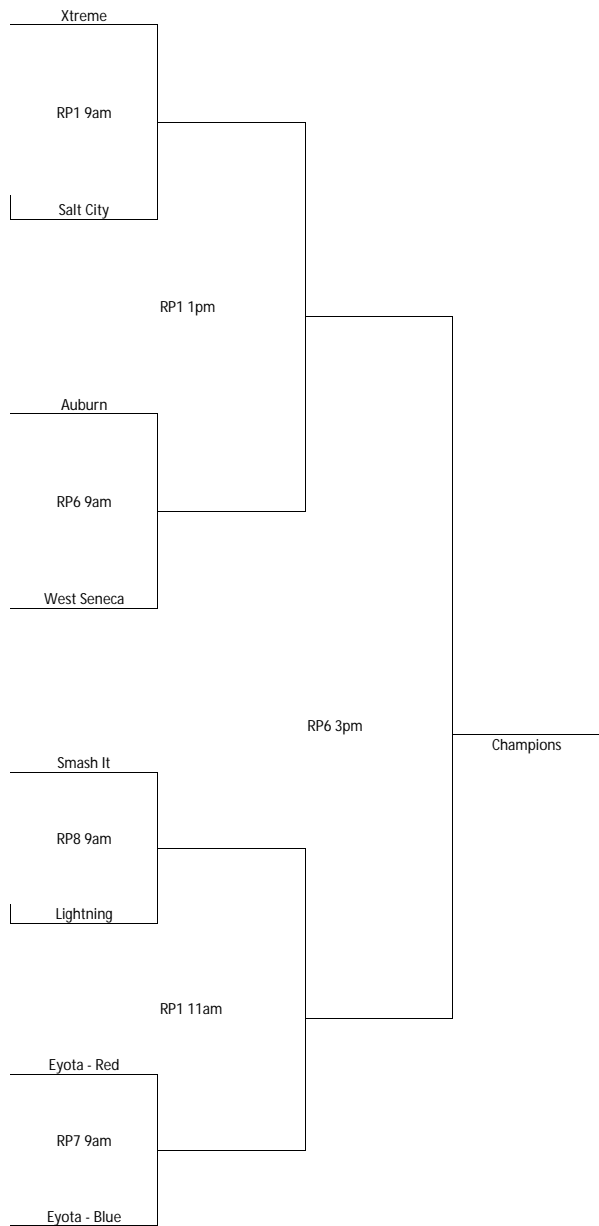 Xtreme
RP1 9am
Salt City
RP1 1pm
Auburn
RP6 9am
West Seneca
RP6 3pm
Champions
Smash It
RP8 9am
Lightning
RP1 11am
Eyota - Red
RP7 9am
Eyota - Blue